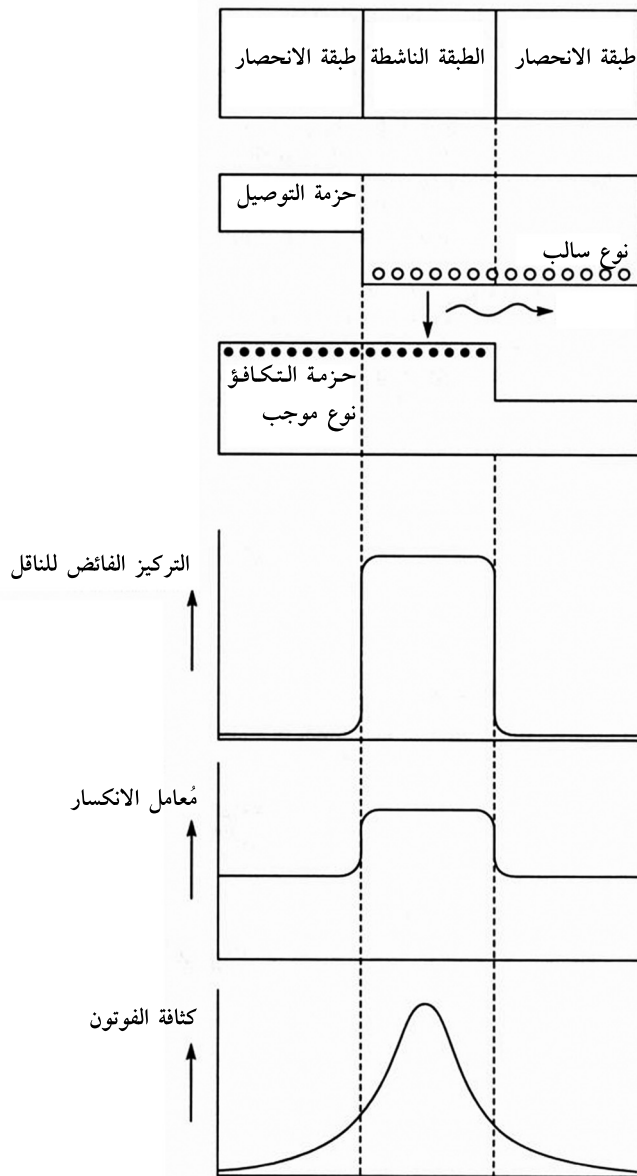 طبقة الانحصار
الطبقة الناشطة
طبقة الانحصار
حزمة التوصيل
نوع سالب
حزمة التكافؤ
نوع موجب
التركيز الفائض للناقل
مُعامل الانكسار
كثافة الفوتون